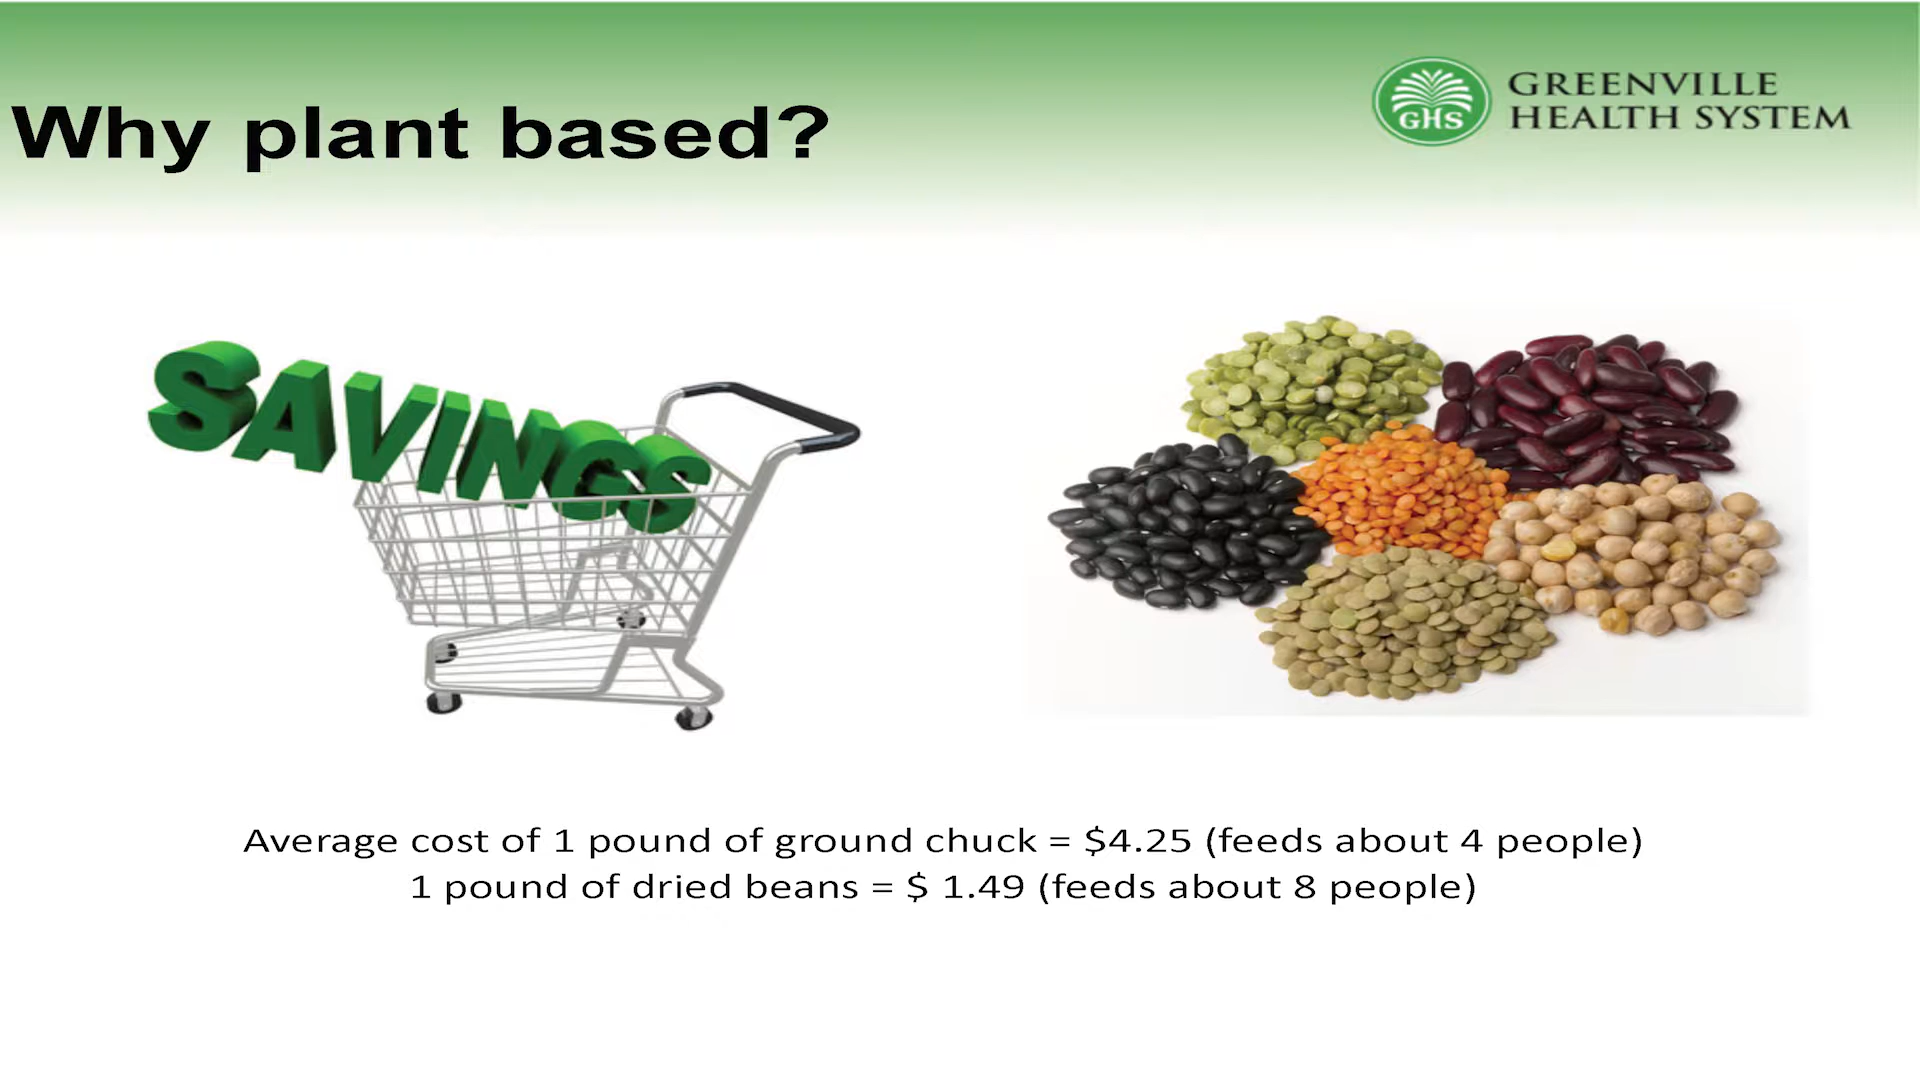 Why plant based?
GHS
GREENVILLE
HEALTH SYSTEM
SAVINGS
Average cost of 1 pound of ground chuck = $4.25 (feeds about 4 people)
1 pound of dried beans = $ 1.49 (feeds about 8 people)